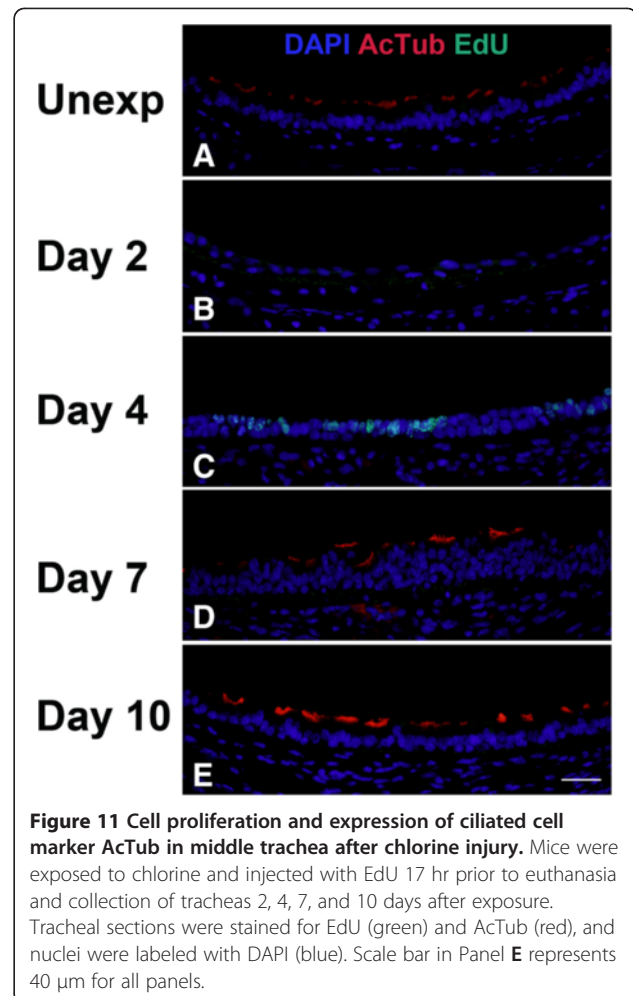 DAPI AcTub EdU
Unexp
A
Day 2
B
Day 4
C
Day 7
D
Day 10
E
Figure 11 Cell proliferation and expression of ciliated cell
marker AcTub in middle trachea after chlorine injury. Mice were
exposed to chlorine and injected with EdU 17 hr prior to euthanasia
and collection of tracheas 2, 4, 7, and 10 days after exposure.
Tracheal sections were stained for EdU (green) and AcTub (red), and
nuclei were labeled with DAPI (blue). Scale bar in Panel E represents
40 μm for all panels.